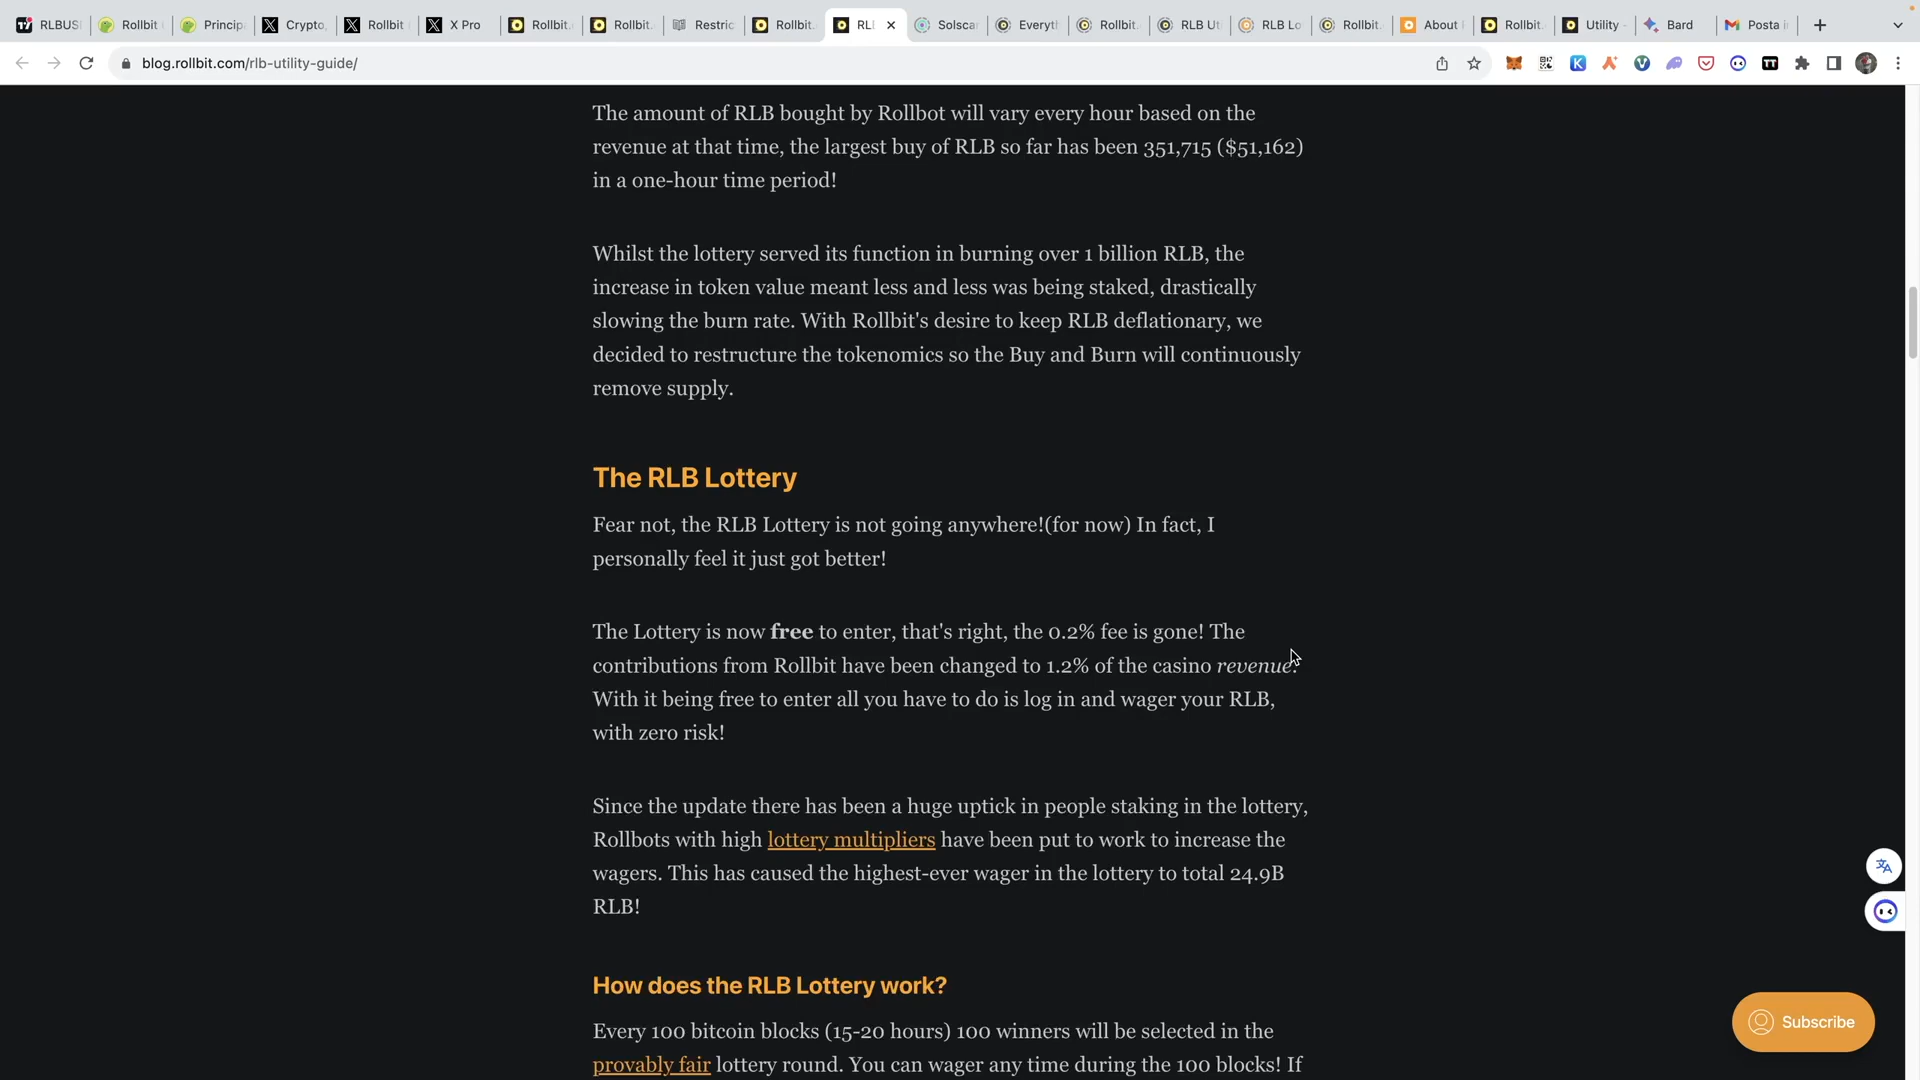 RLBUSI
Rollbit
Principa
Crypto,
Rollbit
X Pro
Rollbit.
Rollbit.
Restric
Rollbit.
RLB
Solscan
Everyth
Rollbit.
RLB Ut
RLB Lo
Rollbit.
About
Rollbit.
Utility -
Bard
Posta i
blog.rollbit.com/rlb-utility-guide/
The amount of RLB bought by Rollbot will vary every hour based on the
revenue at that time, the largest buy of RLB so far has been 351,715 ($51,162)
in a one-hour time period!
Whilst the lottery served its function in burning over 1 billion RLB, the
increase in token value meant less and less was being staked, drastically
slowing the burn rate. With Rollbit's desire to keep RLB deflationary, we
decided to restructure the tokenomics so the Buy and Burn will continuously
remove supply.
The RLB Lottery
Fear not, the RLB Lottery is not going anywhere!(for now) In fact, I
personally feel it just got better!
The Lottery is now free to enter, that's right, the 0.2% fee is gone! The
contributions from Rollbit have been changed to 1.2% of the casino revenue.
With it being free to enter all you have to do is log in and wager your RLB,
with zero risk!
Since the update there has been a huge uptick in people staking in the lottery,
Rollbots with high lottery multipliers have been put to work to increase the
wagers. This has caused the highest-ever wager in the lottery to total 24.9B
RLB!
How does the RLB Lottery work?
Every 100 bitcoin blocks (15-20 hours) 100 winners will be selected in the
provably fair lottery round. You can wager any time during the 100 blocks! If
Subscribe